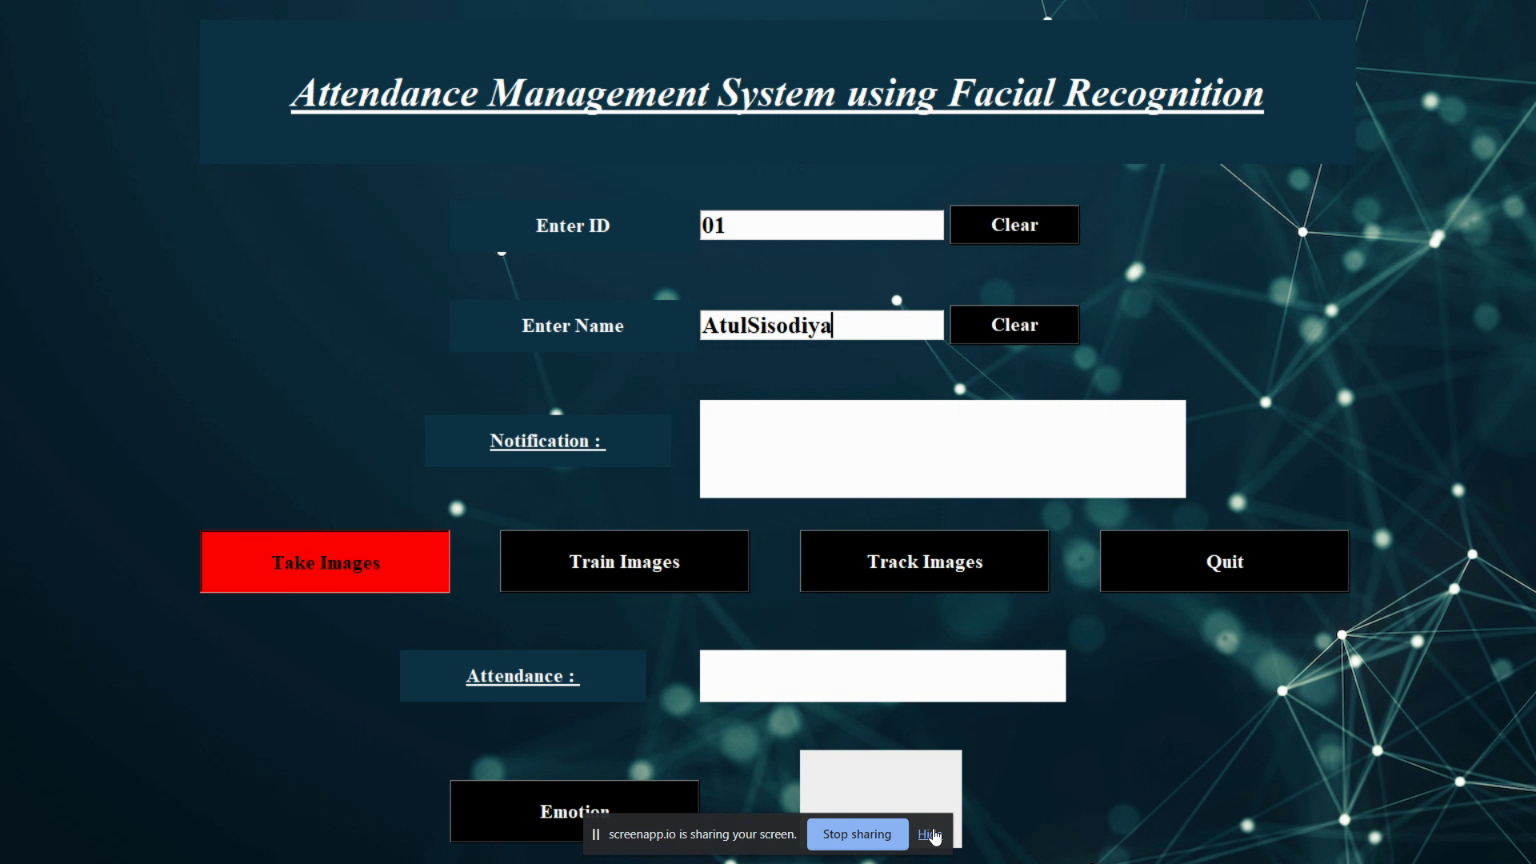 Attendance Management System using Facial Recognition
Enter ID
01
Clear
Enter Name
AtulSisodiya
Clear
Notification :
Take Images
Train Images
Track Images
Quit
Attendance :
Emotion
screenapp.io is sharing your screen.
Stop sharing
Hide